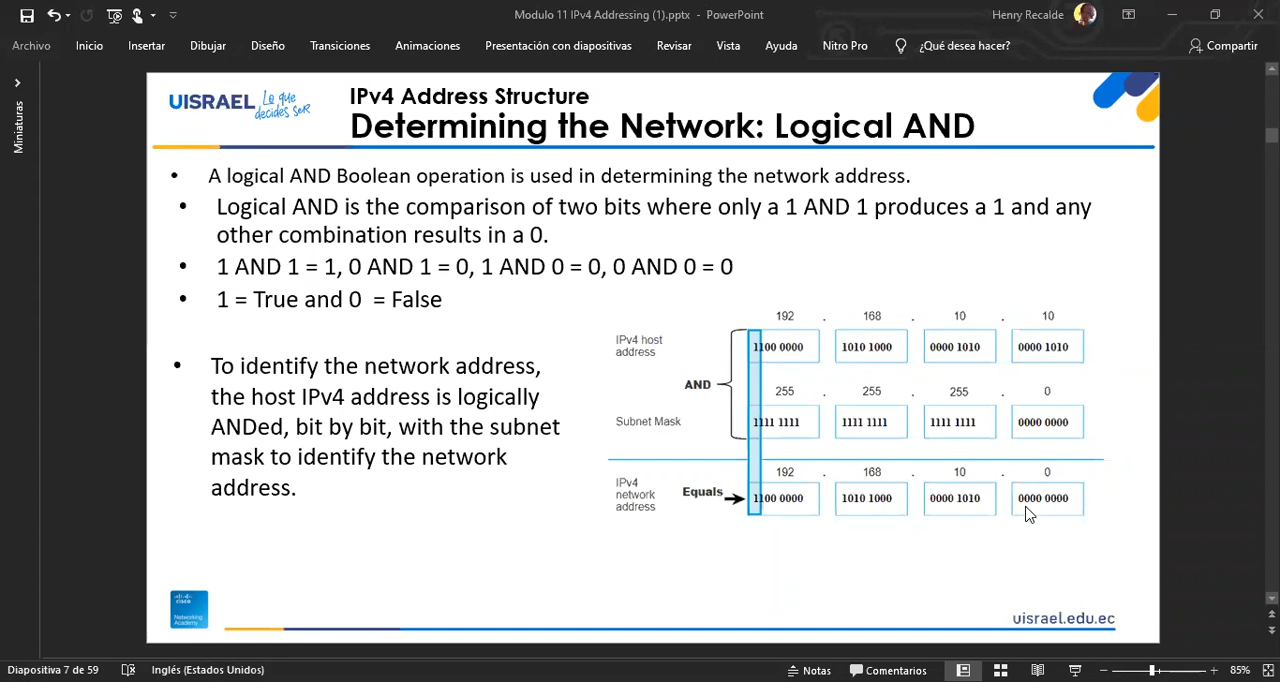 Modulo 11 IPv4 Addressing (1).pptx - PowerPoint
Henry Recalde
Archivo Inicio Insertar Dibujar Diseño Transiciones Animaciones Presentación con diapositivas Revisar Vista Ayuda Nitro Pro ¿Qué desea hacer? Compartir
Miniaturas
UISRAEL Lo que
decides ser
IPv4 Address Structure
Determining the Network: Logical AND
• A logical AND Boolean operation is used in determining the network address.
• Logical AND is the comparison of two bits where only a 1 AND 1 produces a 1 and any
other combination results in a 0.
• 1 AND 1 = 1, 0 AND 1 = 0, 1 AND 0 = 0, 0 AND 0 = 0
• 1 = True and 0 = False
• To identify the network address,
the host IPv4 address is logically
ANDed, bit by bit, with the subnet
mask to identify the network
address.
192 . 168 . 10 . 10
IPv4 host
address
1100 0000 1010 1000 0000 1010 0000 1010
AND
255 . 255 . 255 . 0
Subnet Mask 1111 1111 1111 1111 1111 1111 0000 0000
192 . 168 . 10 . 0
IPv4
network
address
Equals 1100 0000 1010 1000 0000 1010 0000 0000
cisco
Networking
Academy
uisrael.edu.ec
Diapositiva 7 de 59 Inglés (Estados Unidos) Notas Comentarios 85%